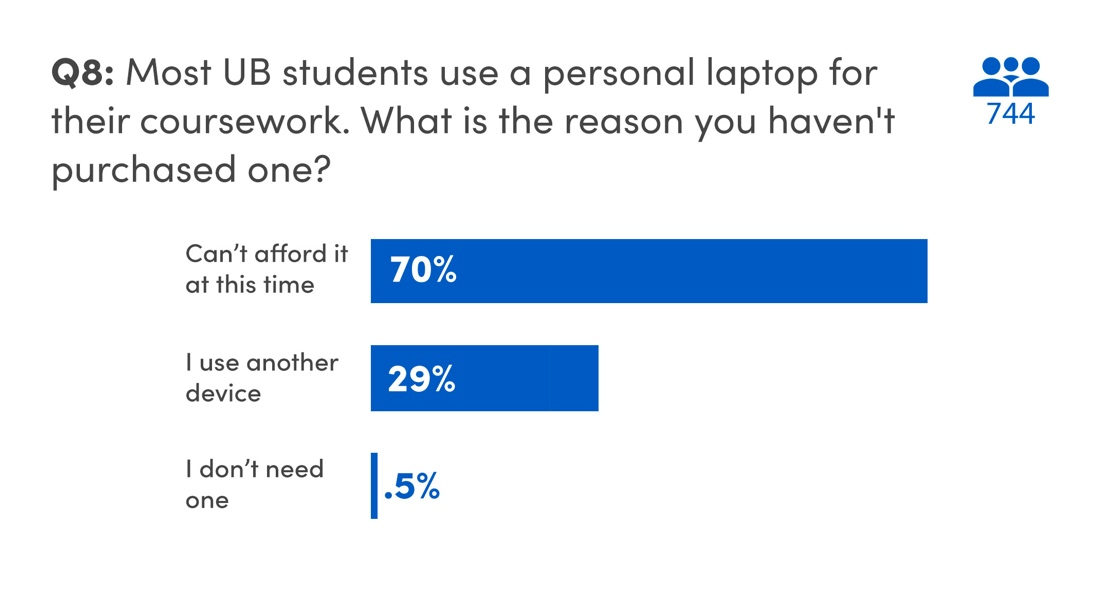 Q8: Most UB students use a personal laptop for
their coursework. What is the reason you haven't
purchased one?
744
Can’t afford it
at this time
70%
I use another
device
29%
I don’t need
one
.5%